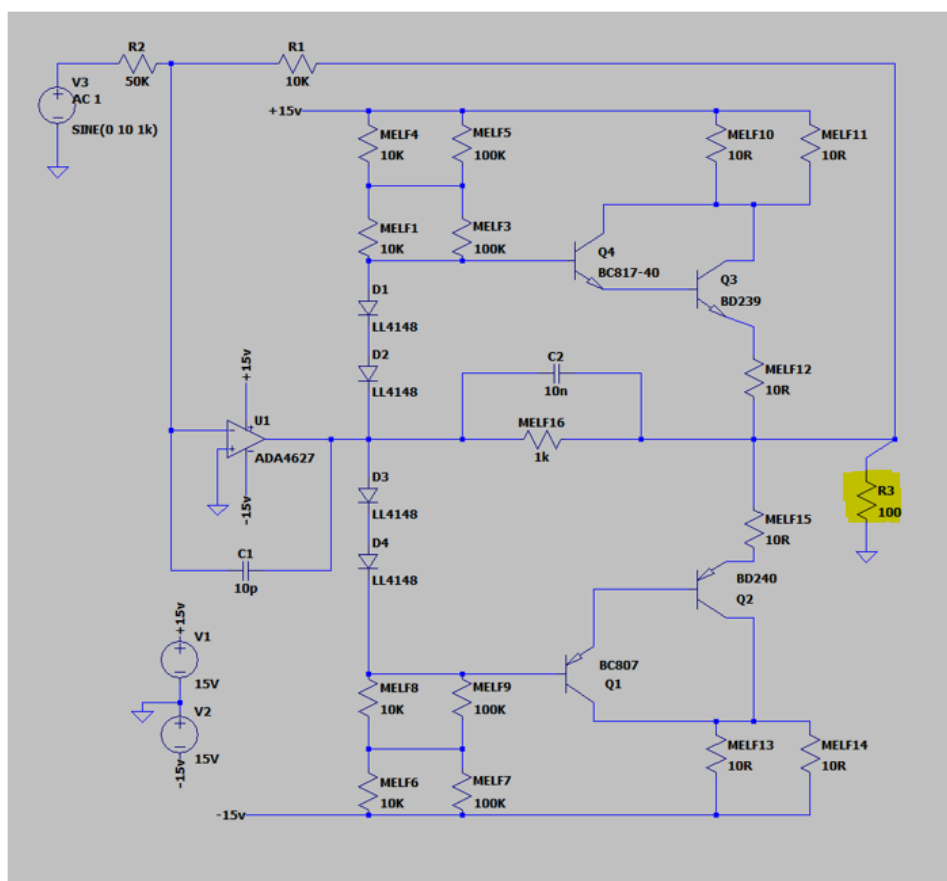 R2
50K
R1
10K
V3
AC 1
SINE(0 10 1k)
+15v
MELF4
10K
MELF5
100K
MELF10
10R
MELF11
10R
MELF1
10K
MELF3
100K
Q4
BC817-40
Q3
BD239
D1
LL4148
D2
LL4148
C2
10n
MELF12
10R
+15v
U1
ADA4627
-15v
MELF16
1k
R3
100
D3
LL4148
D4
LL4148
MELF15
10R
C1
10p
BD240
Q2
+15v
V1
15V
V2
15V
-15v
BC807
Q1
MELF8
10K
MELF9
100K
MELF13
10R
MELF14
10R
MELF6
10K
MELF7
100K
-15v